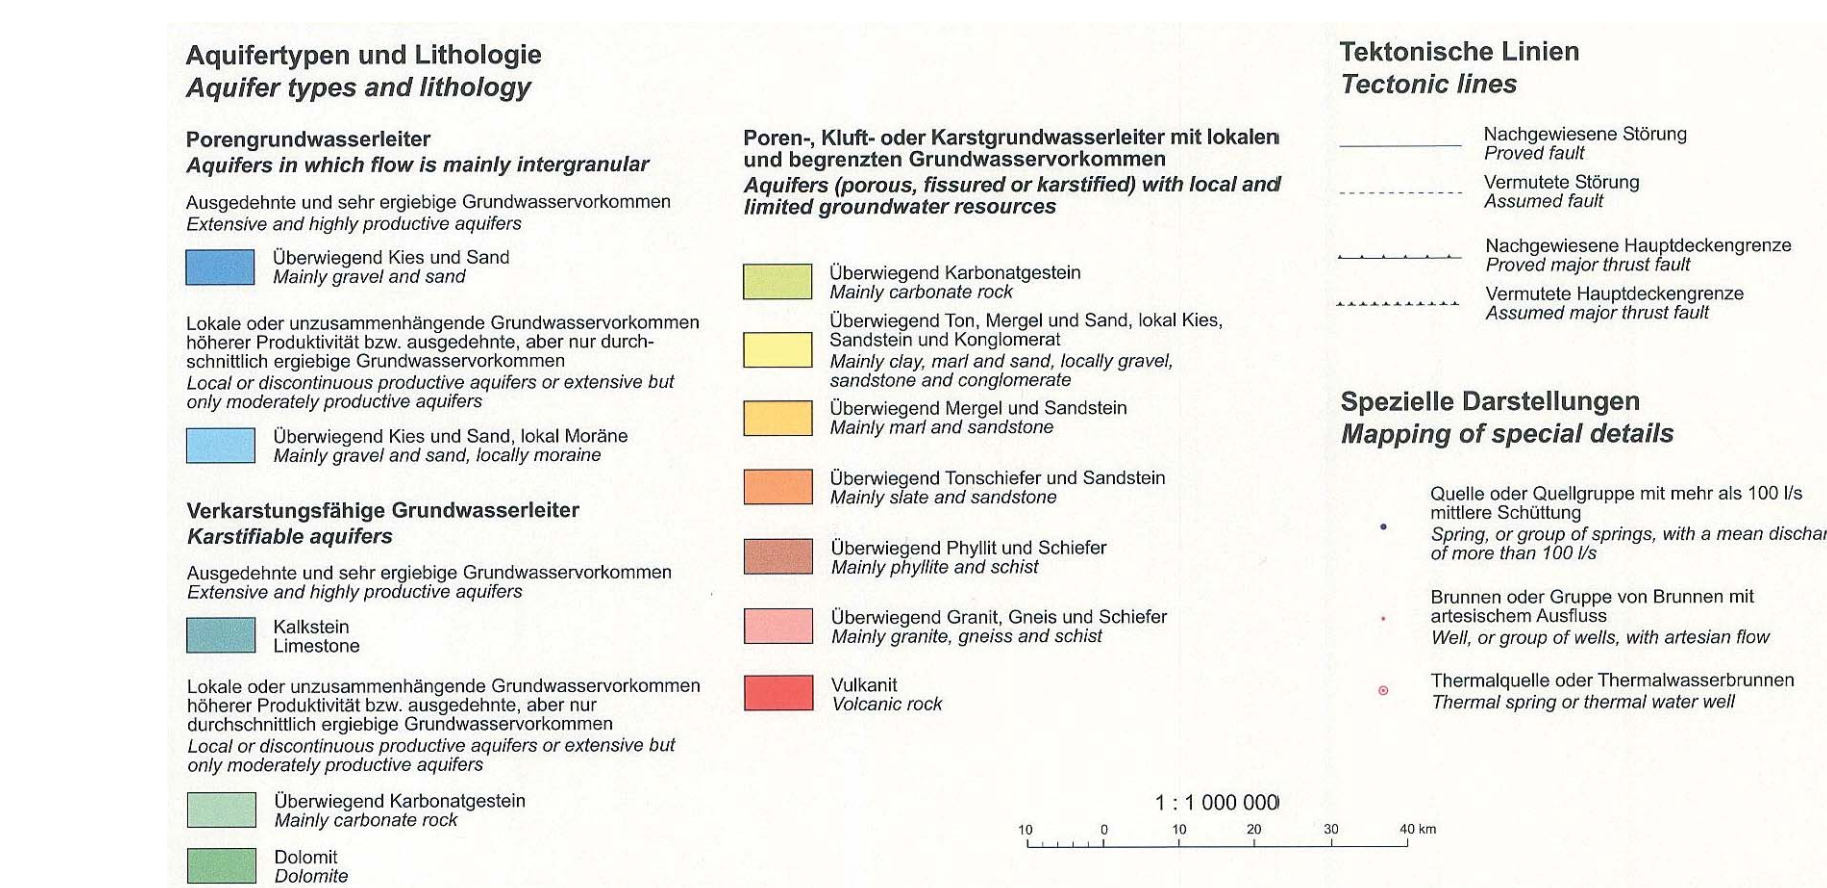 Aquifertypen und Lithologie
Aquifer types and lithology
Porengrundwasserleiter
Aquifers in which flow is mainly intergranular
Ausgedehnte und sehr ergiebige Grundwasservorkommen
Extensive and highly productive aquifers
Überwiegend Kies und Sand
Mainly gravel and sand
Lokale oder unzusammenhängende Grundwasservorkommen
höherer Produktivität bzw. ausgedehnte, aber nur durch-
schnittlich ergiebige Grundwasservorkommen
Local or discontinuous productive aquifers or extensive but
only moderately productive aquifers
Überwiegend Kies und Sand, lokal Moräne
Mainly gravel and sand, locally moraine
Verkarstungsfähige Grundwasserleiter
Karstifiable aquifers
Ausgedehnte und sehr ergiebige Grundwasservorkommen
Extensive and highly productive aquifers
Kalkstein
Limestone
Lokale oder unzusammenhängende Grundwasservorkommen
höherer Produktivität bzw. ausgedehnte, aber nur
durchschnittlich ergiebige Grundwasservorkommen
Local or discontinuous productive aquifers or extensive but
only moderately productive aquifers
Überwiegend Karbonatgestein
Mainly carbonate rock
Dolomit
Dolomite
Poren-, Kluft- oder Karstgrundwasserleiter mit lokalen
und begrenzten Grundwasservorkommen
Aquifers (porous, fissured or karstified) with local and
limited groundwater resources
Überwiegend Karbonatgestein
Mainly carbonate rock
Überwiegend Ton, Mergel und Sand, lokal Kies,
Sandstein und Konglomerat
Mainly clay, marl and sand, locally gravel,
sandstone and conglomerate
Überwiegend Mergel und Sandstein
Mainly marl and sandstone
Überwiegend Tonschiefer und Sandstein
Mainly slate and sandstone
Überwiegend Phyllit und Schiefer
Mainly phyllite and schist
Überwiegend Granit, Gneis und Schiefer
Mainly granite, gneiss and schist
Vulkanit
Volcanic rock
1 : 1 000 000
10 0 10 20 30 40 km
Tektonische Linien
Tectonic lines
Nachgewiesene Störung
Proved fault
Vermutete Störung
Assumed fault
Nachgewiesene Hauptdeckengrenze
Proved major thrust fault
Vermutete Hauptdeckengrenze
Assumed major thrust fault
Spezielle Darstellungen
Mapping of special details
Quelle oder Quellgruppe mit mehr als 100 l/s
mittlere Schüttung
Spring, or group of springs, with a mean dischar
of more than 100 l/s
Brunnen oder Gruppe von Brunnen mit
artesischem Ausfluss
Well, or group of wells, with artesian flow
Thermalquelle oder Thermalwasserbrunnen
Thermal spring or thermal water well